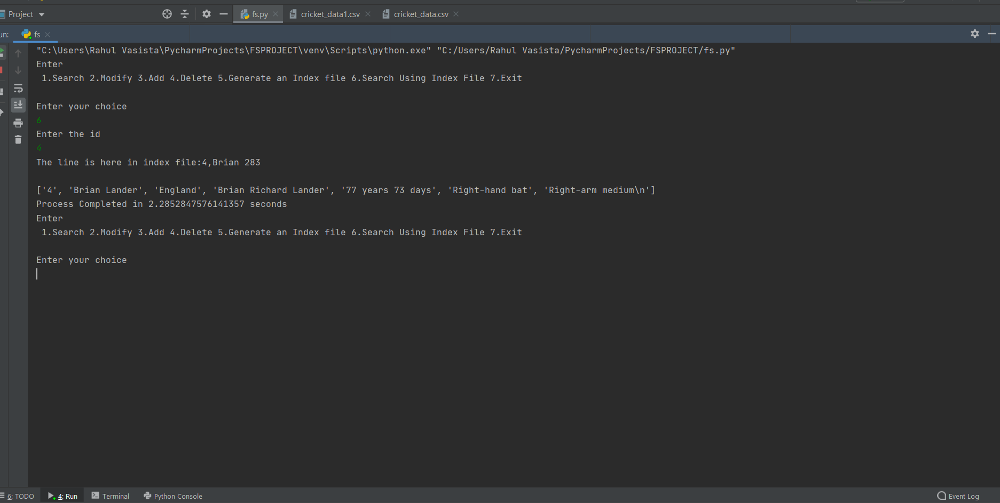 Project
fs.py
cricket_data1.csv
cricket_data.csv
un:
fs
"C:\Users\Rahul Vasista\PycharmProjects\FSPROJECT\venv\Scripts\python.exe" "C:/Users/Rahul Vasista/PycharmProjects/FSPROJECT/fs.py"
Enter
1.Search 2.Modify 3.Add 4.Delete 5.Generate an Index file 6.Search Using Index File 7.Exit
Enter your choice
6
Enter the id
4
The line is here in index file:4,Brian 283
['4', 'Brian Lander', 'England', 'Brian Richard Lander', '77 years 73 days', 'Right-hand bat', 'Right-arm medium\n']
Process Completed in 2.2852847576141357 seconds
Enter
1.Search 2.Modify 3.Add 4.Delete 5.Generate an Index file 6.Search Using Index File 7.Exit
Enter your choice
6: TODO
4: Run
Terminal
Python Console
Event Log